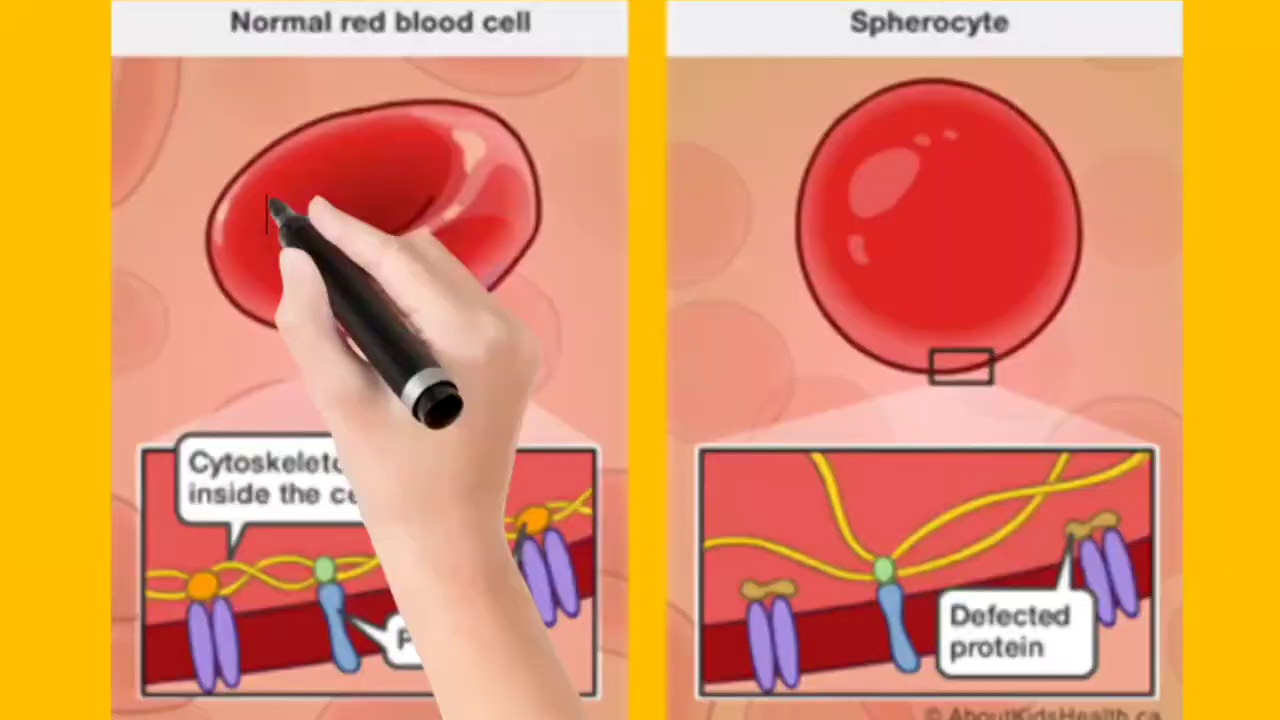 Normal red blood cell
Spherocyte
Cytoskeleto
inside the ce
P
Defected
protein
© AboutKidsHealth.ca